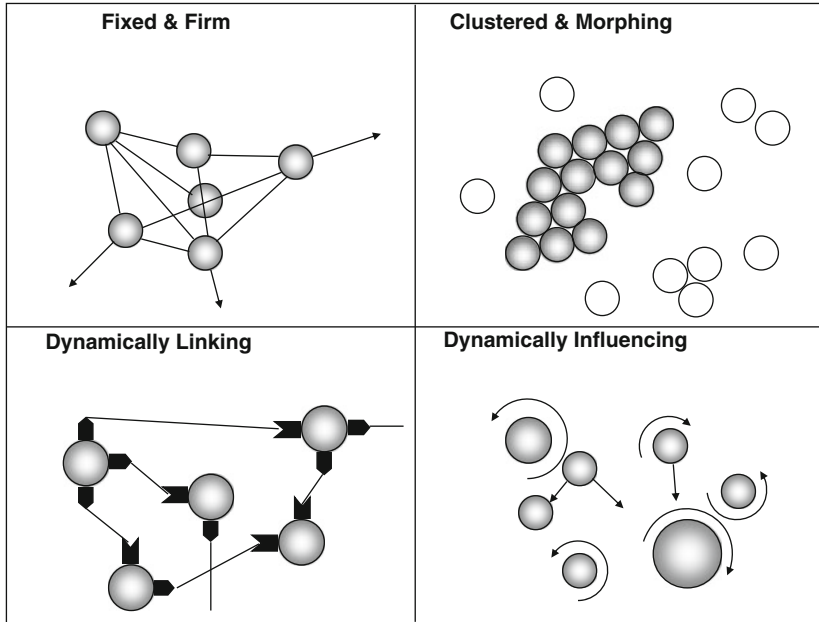 Fixed & Firm
Clustered & Morphing
Dynamically Linking
Dynamically Influencing